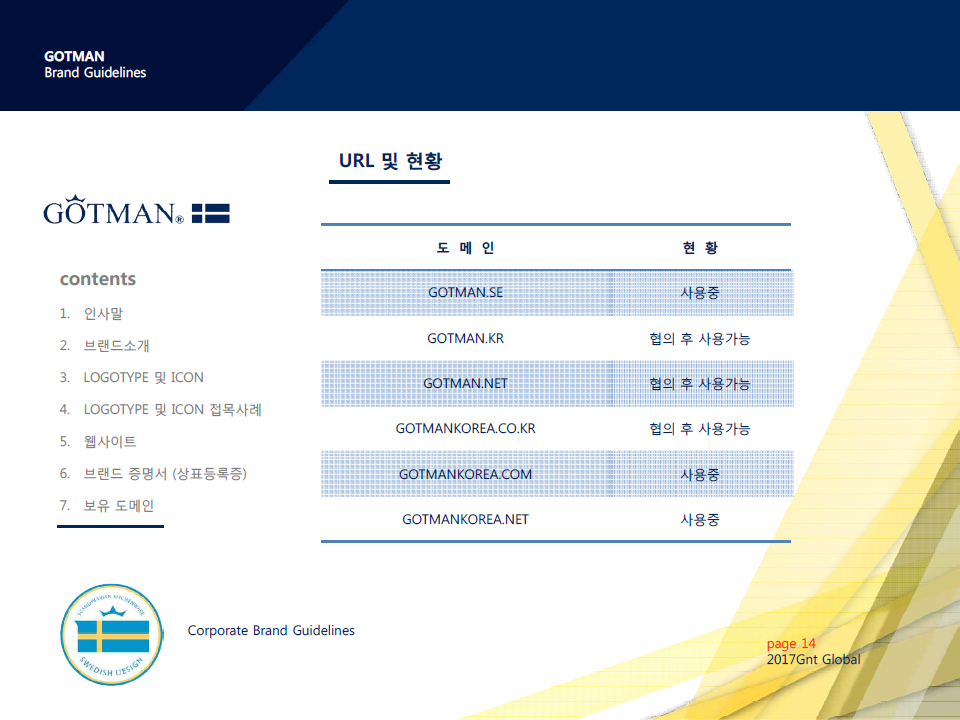 GOTMAN
Brand Guidelines
URL 및 현황
GÖTMAN®
contents
1. 인사말
2. 브랜드소개
3. LOGOTYPE 및 ICON
4. LOGOTYPE 및 ICON 접목사례
5. 웹사이트
6. 브랜드 증명서 (상표등록증)
7. 보유 도메인
도 메 인 현 황
GOTMAN.SE 사용중
GOTMAN.KR 협의 후 사용가능
GOTMAN.NET 협의 후 사용가능
GOTMANKOREA.CO.KR 협의 후 사용가능
GOTMANKOREA.COM 사용중
GOTMANKOREA.NET 사용중
SCANDINAVIAN KITCHENWARE
SWEDISH DESIGN
Corporate Brand Guidelines
page 14
2017Gnt Global